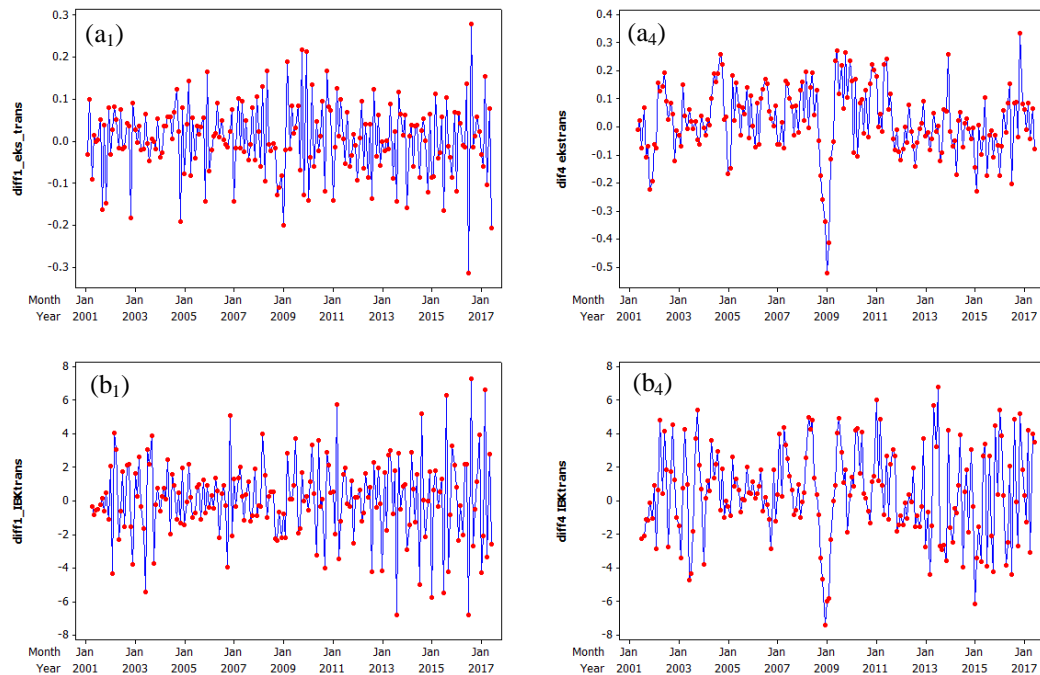 (a1)
0.3
0.2
0.1
0.0
-0.1
-0.2
-0.3
diff1_eks_trans
Month Jan Jan Jan Jan Jan Jan Jan Jan Jan
Year 2001 2003 2005 2007 2009 2011 2013 2015 2017
(a4)
0.4
0.3
0.2
0.1
0.0
-0.1
-0.2
-0.3
-0.4
-0.5
dif4 ekstrans
Month Jan Jan Jan Jan Jan Jan Jan Jan Jan
Year 2001 2003 2005 2007 2009 2011 2013 2015 2017
(b1)
8
6
4
2
0
-2
-4
-6
-8
diff1_IBKtrans
Month Jan Jan Jan Jan Jan Jan Jan Jan Jan
Year 2001 2003 2005 2007 2009 2011 2013 2015 2017
(b4)
8
6
4
2
0
-2
-4
-6
-8
diff4 IBKtrans
Month Jan Jan Jan Jan Jan Jan Jan Jan Jan
Year 2001 2003 2005 2007 2009 2011 2013 2015 2017